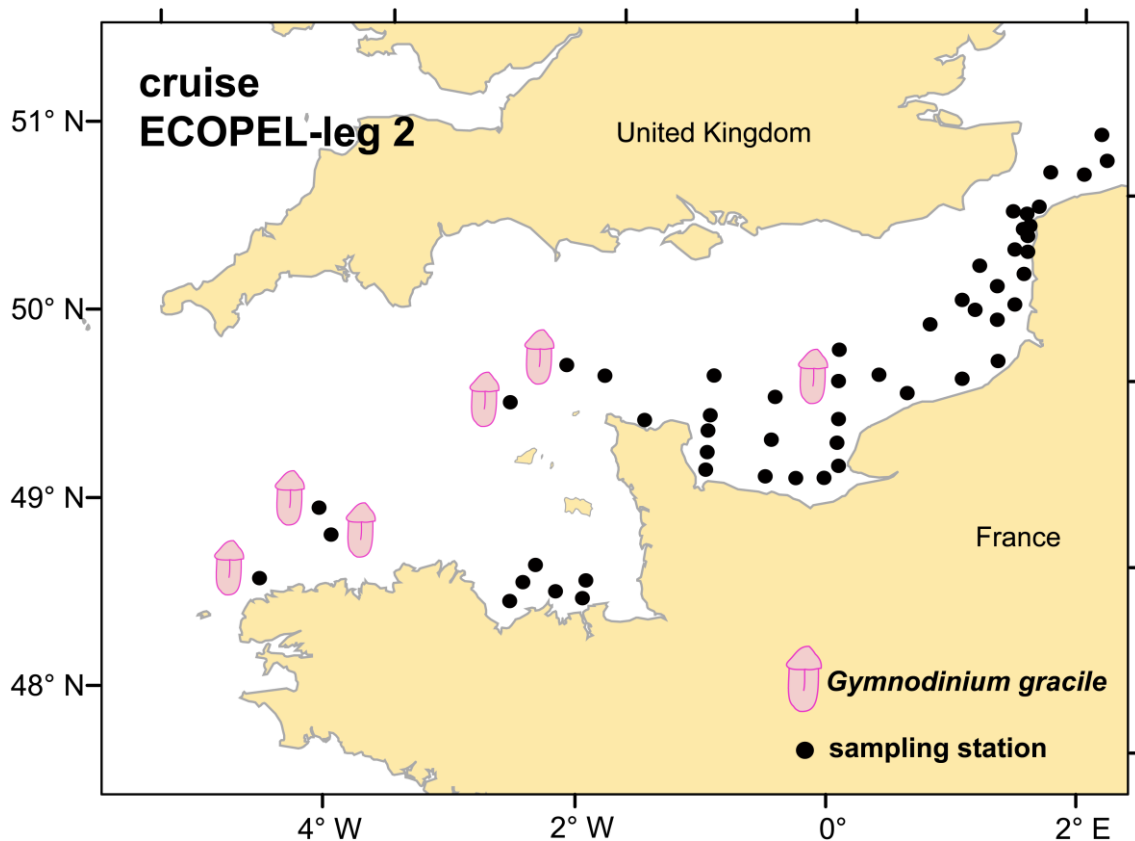 cruise
ECOPEL-leg 2
51° N
United Kingdom
50° N
49° N
France
48° N
Gymnodinium gracile
sampling station
4° W
2° W
0°
2° E